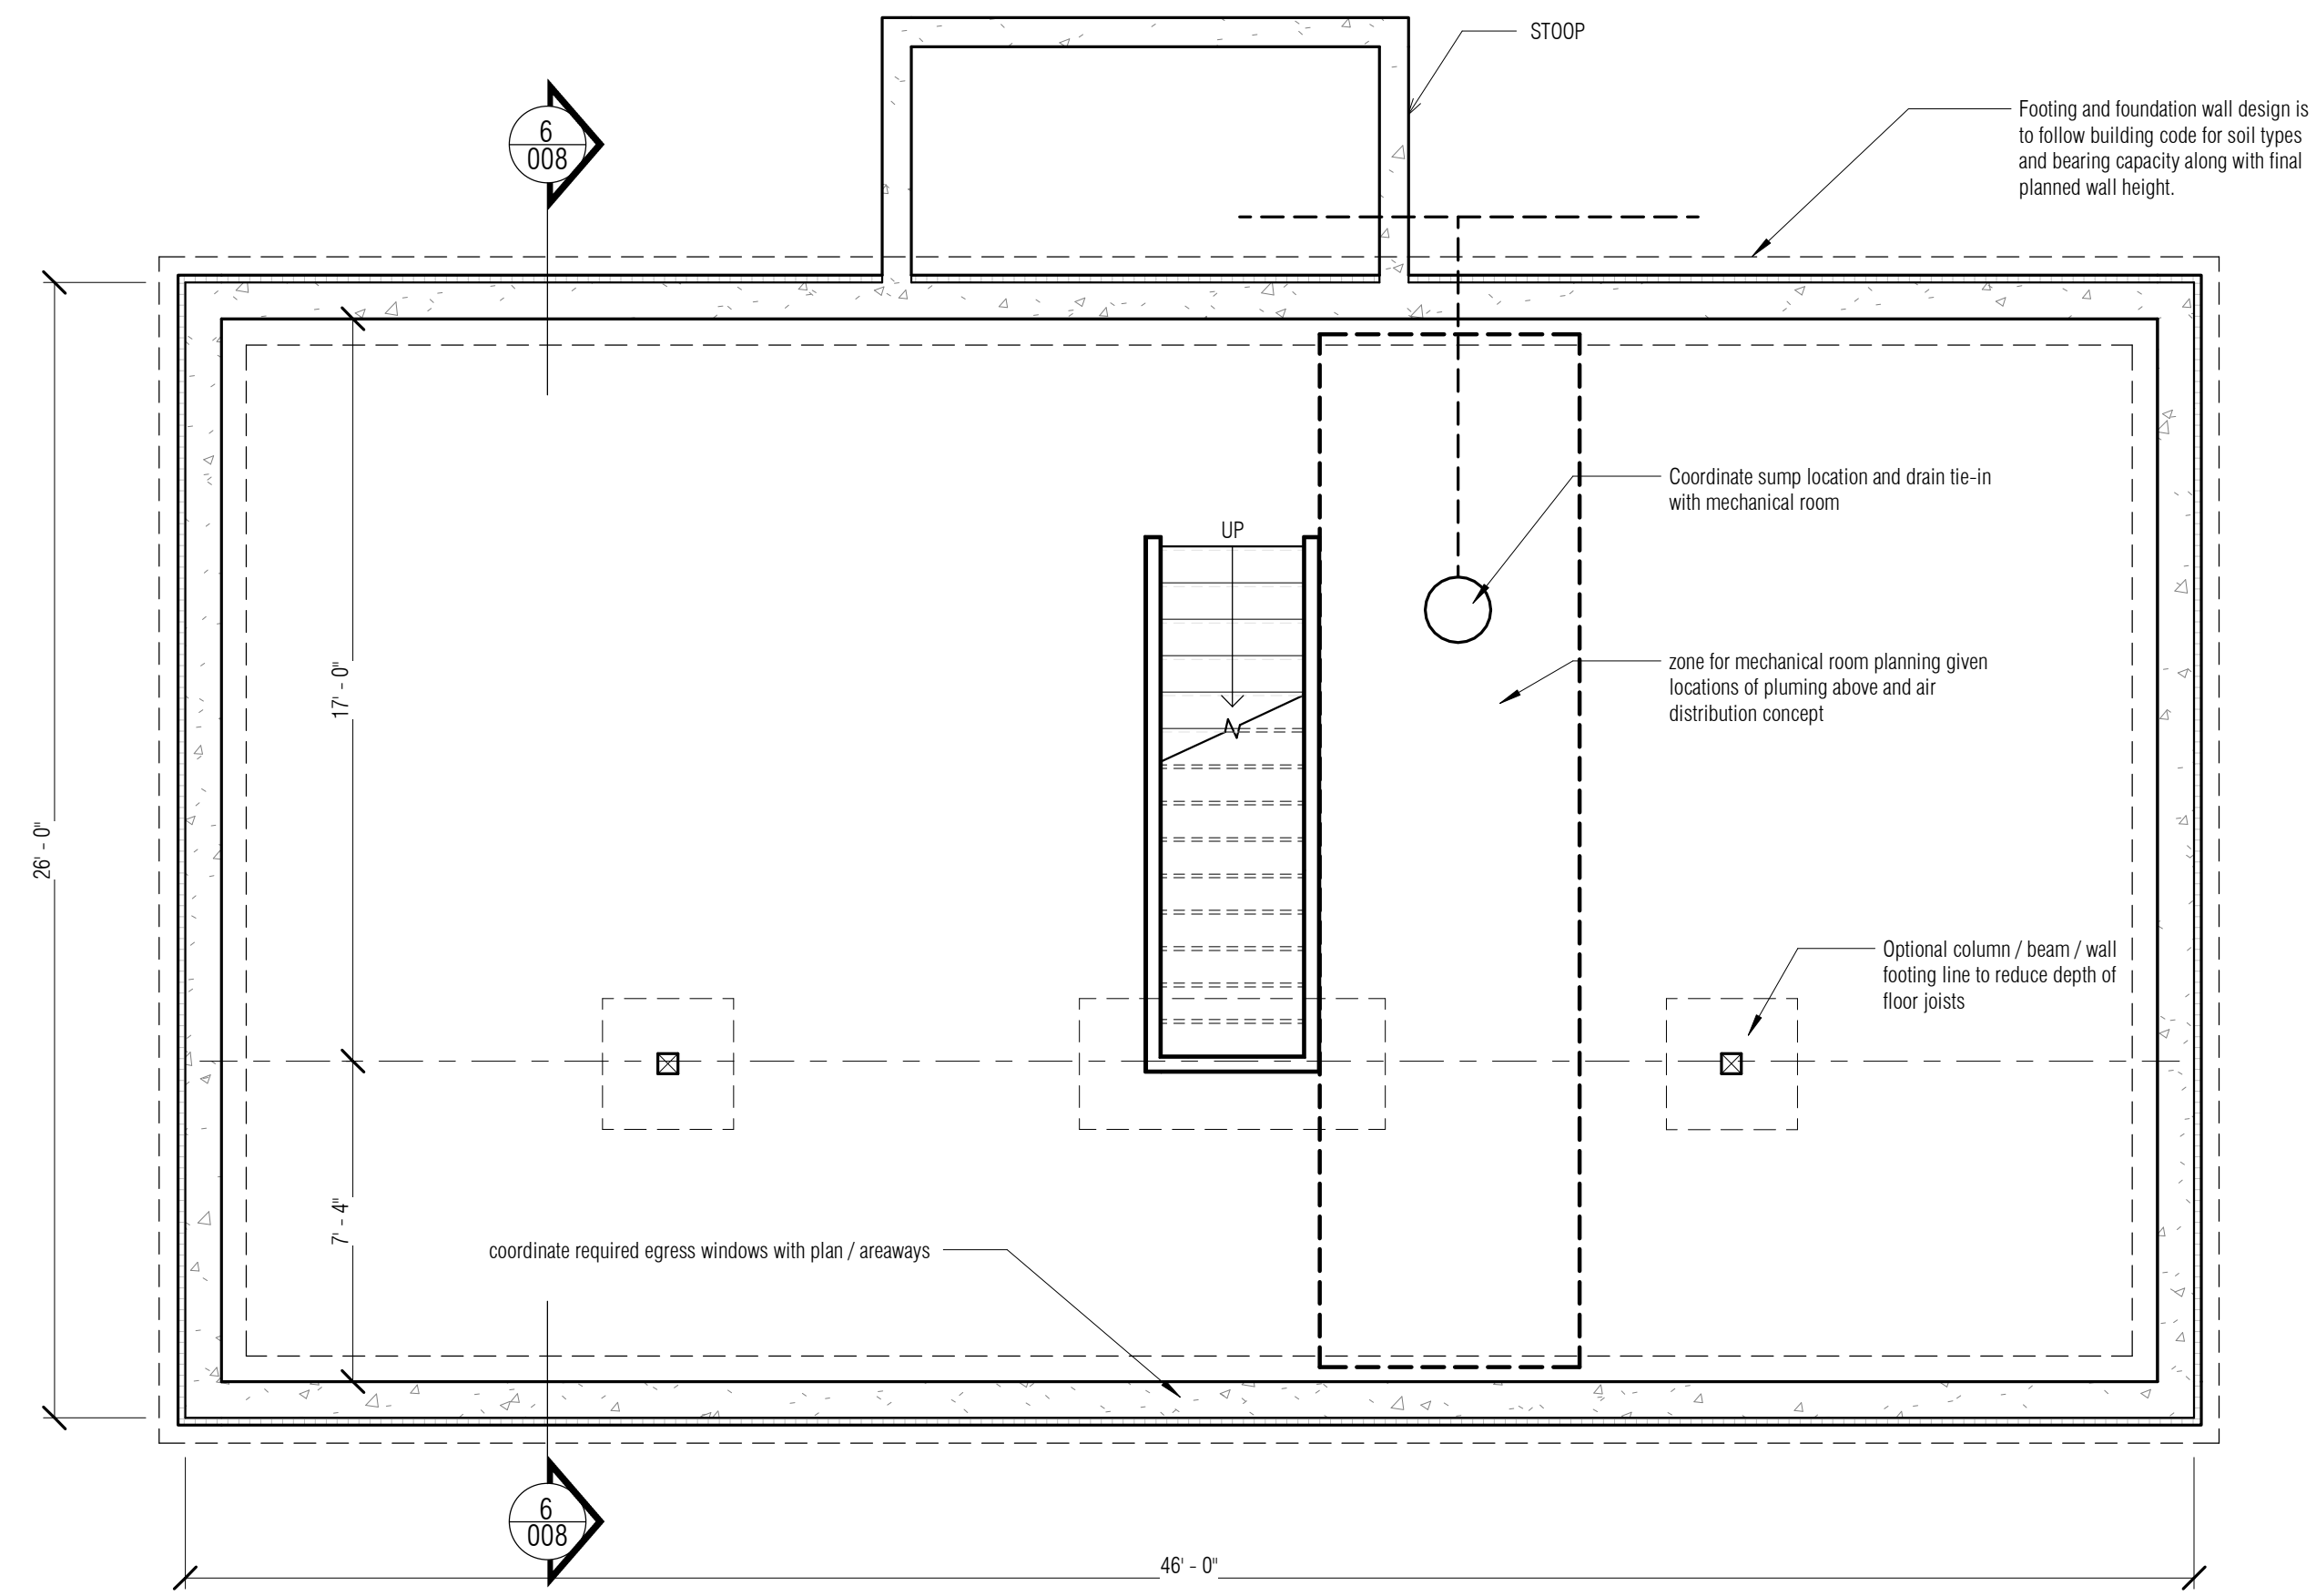 STOOP
6
008
Footing and foundation wall design is
to follow building code for soil types
and bearing capacity along with final
planned wall height.
Coordinate sump location and drain tie-in
with mechanical room
UP
zone for mechanical room planning given
locations of pluming above and air
distribution concept
17' - 0"
26' - 0"
Optional column / beam / wall
footing line to reduce depth of
floor joists
7' - 4"
coordinate required egress windows with plan / areaways
6
008
46' - 0"